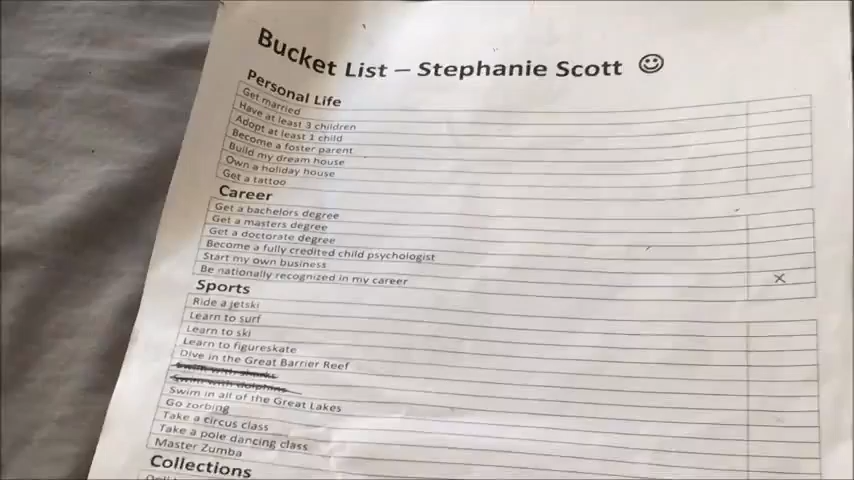 Bucket List – Stephanie Scott ☺
Personal Life
Get married
Have at least 3 children
Adopt at least 1 child
Become a foster parent
Build my dream house
Own a holiday house
Get a tattoo
Career
Get a bachelors degree
Get a masters degree
Get a doctorate degree
Become a fully credited child psychologist
Start my own business
X
Be nationally recognized in my career
Sports
Ride a jetski
Learn to surf
Learn to ski
Learn to figureskate
Dive in the Great Barrier Reef
Swim with sharks
Swim with dolphins
Swim in all of the Great Lakes
Go zorbing
Take a circus class
Take a pole dancing class
Master Zumba
Collections